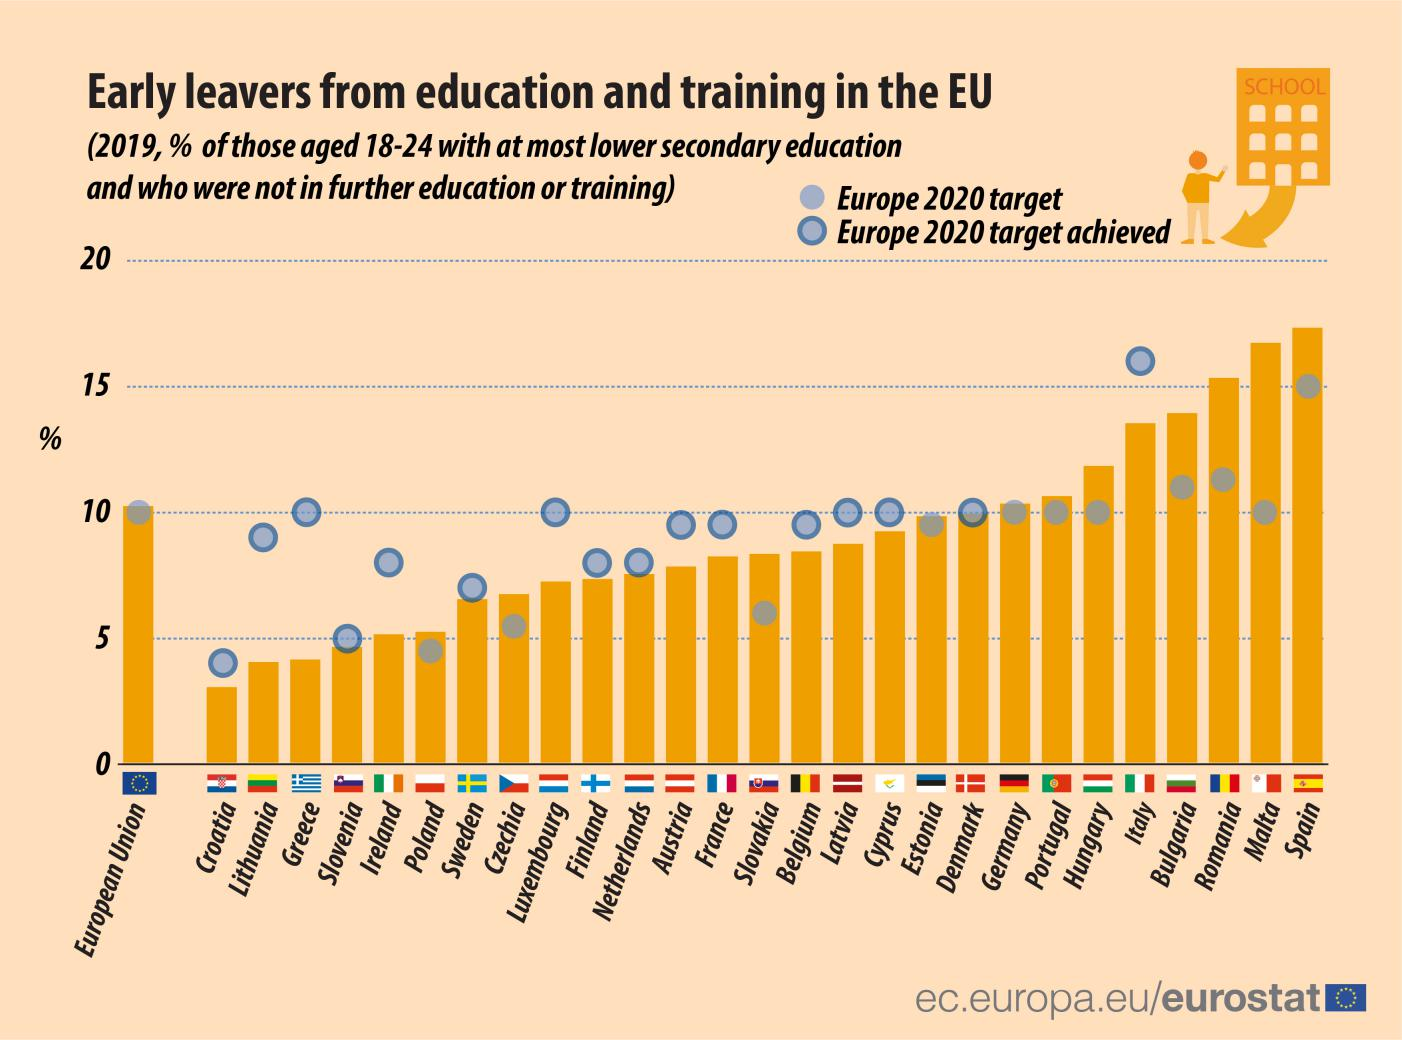 Early leavers from education and training in the EU
SCHOOL
(2019, % of those aged 18-24 with at most lower secondary education
and who were not in further education or training)
Europe 2020 target
Europe 2020 target achieved
20
15
%
10
5
0
European Union
Croatia
Lithuania
Greece
Slovenia
Ireland
Poland
Sweden
Czechia
Luxembourg
Finland
Netherlands
Austria
France
Slovakia
Belgium
Latvia
Cyprus
Estonia
Denmark
Germany
Portugal
Hungary
Italy
Bulgaria
Romania
Malta
Spain
ec.europa.eu/eurostat